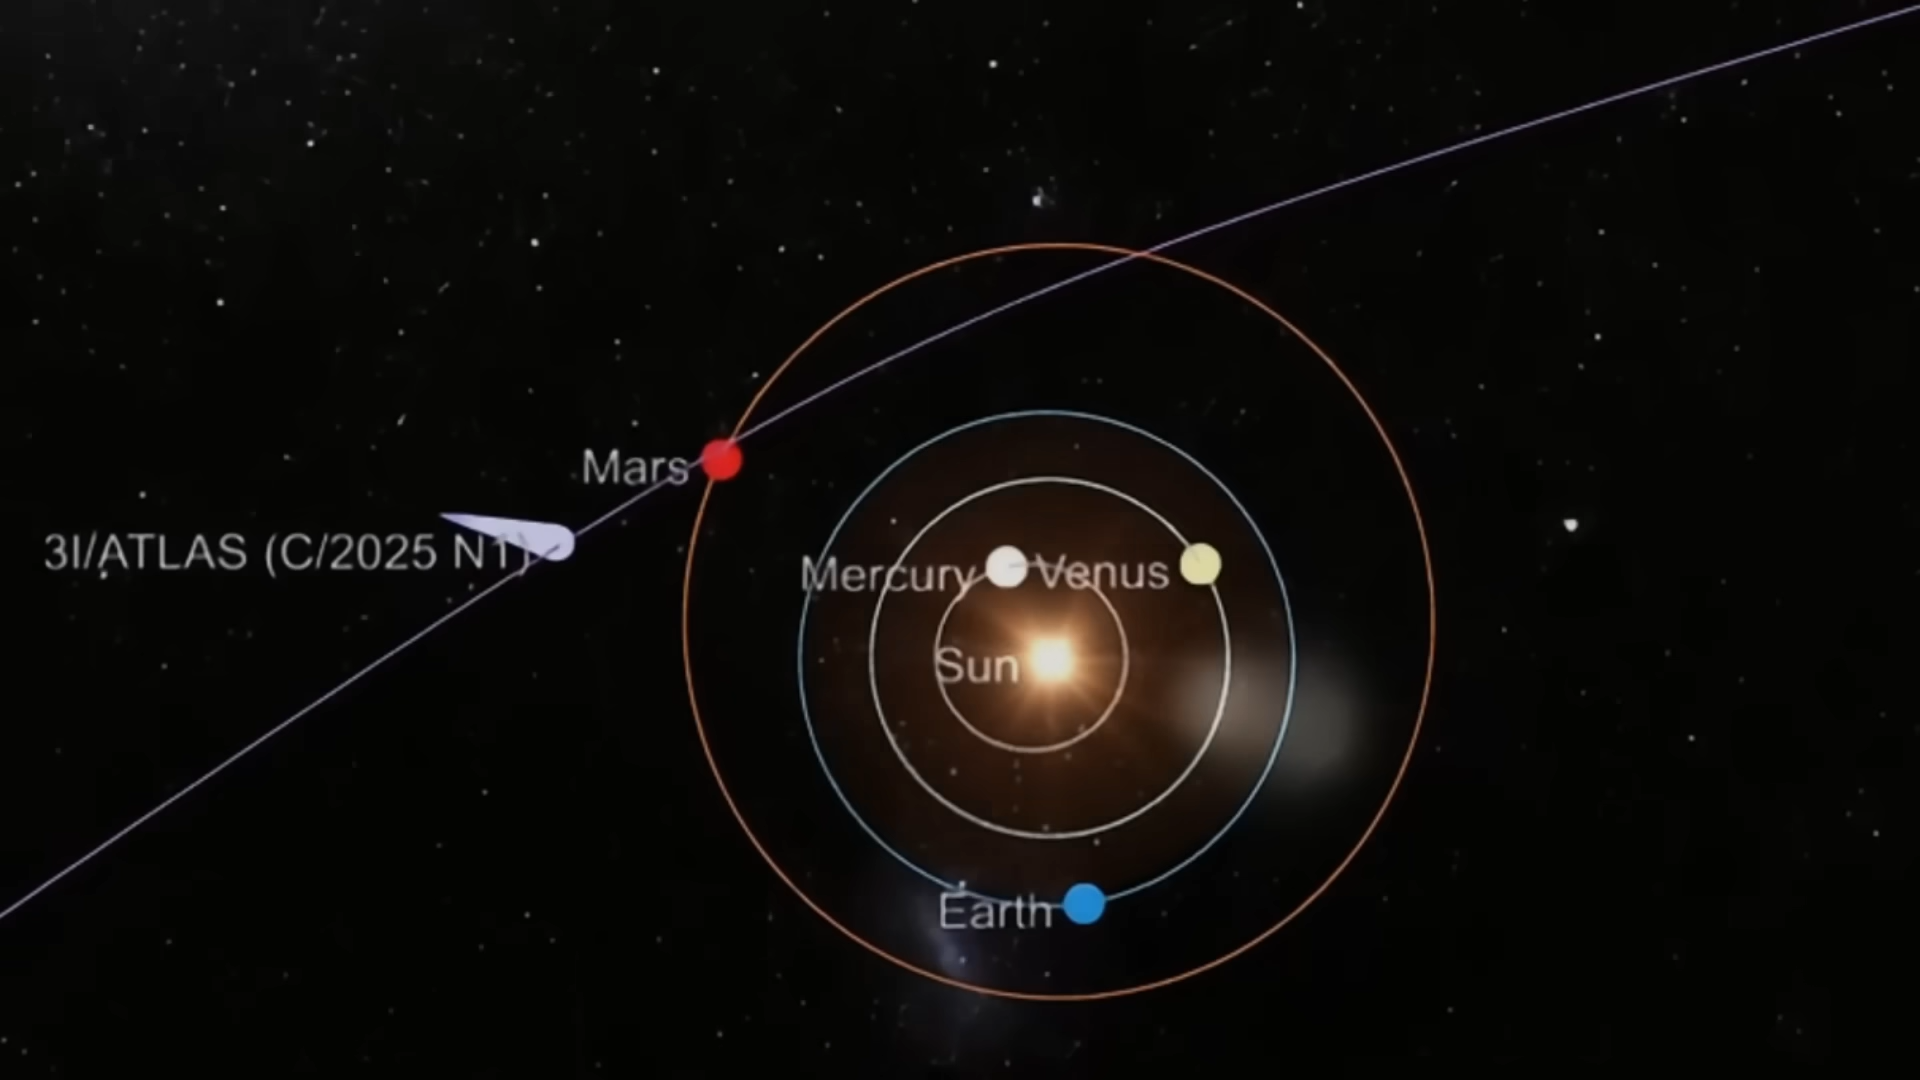 Mars
3I/ATLAS (C/2025 N1)
Mercury
Venus
Sun
Earth